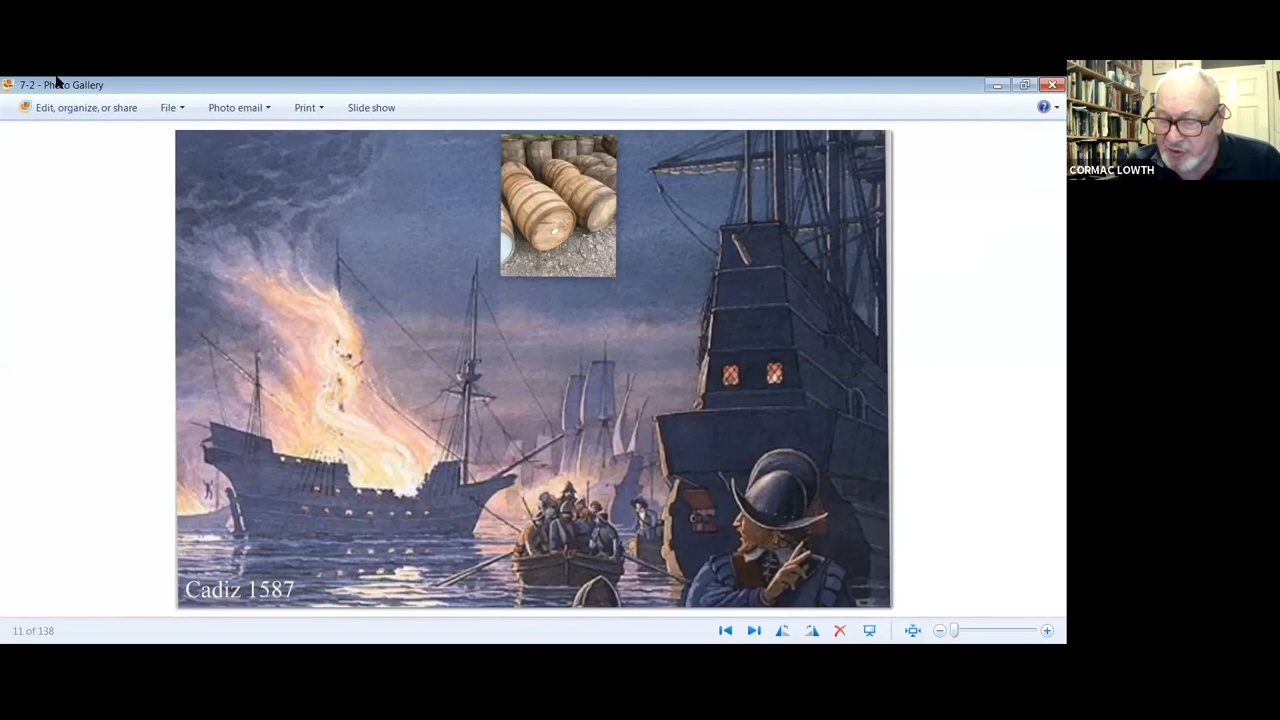 7-2 - Photo Gallery
Edit, organize, or share File Photo email Print Slide show
CORMAC LOWTH
Cadiz 1587
11 of 138